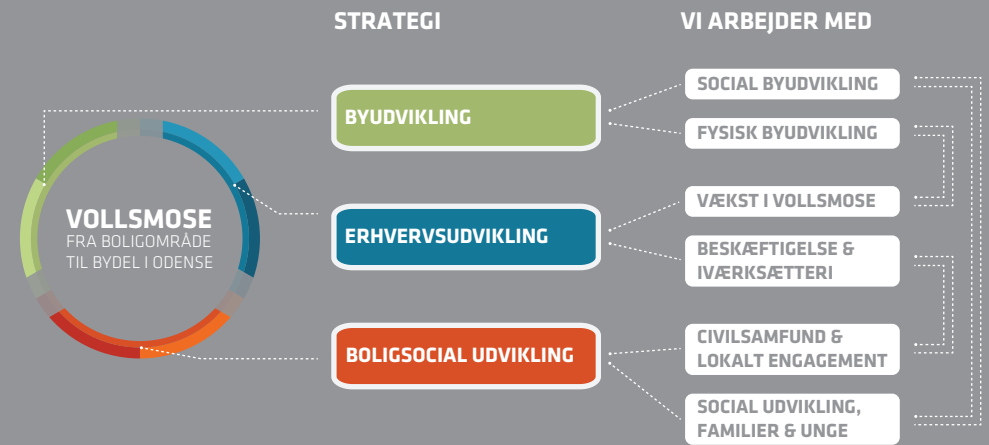 STRATEGI
VI ARBEJDER MED
VOLLSMOSE
FRA BOLIGOMRÅDE
TIL BYDEL I ODENSE
BYUDVIKLING
SOCIAL BYUDVIKLING
FYSISK BYUDVIKLING
ERHVERVSUDVIKLING
VÆKST I VOLLSMOSE
BESKÆFTIGELSE &
IVÆRKSÆTTERI
BOLIGSOCIAL UDVIKLING
CIVILSAMFUND &
LOKALT ENGAGEMENT
SOCIAL UDVIKLING,
FAMILIER & UNGE